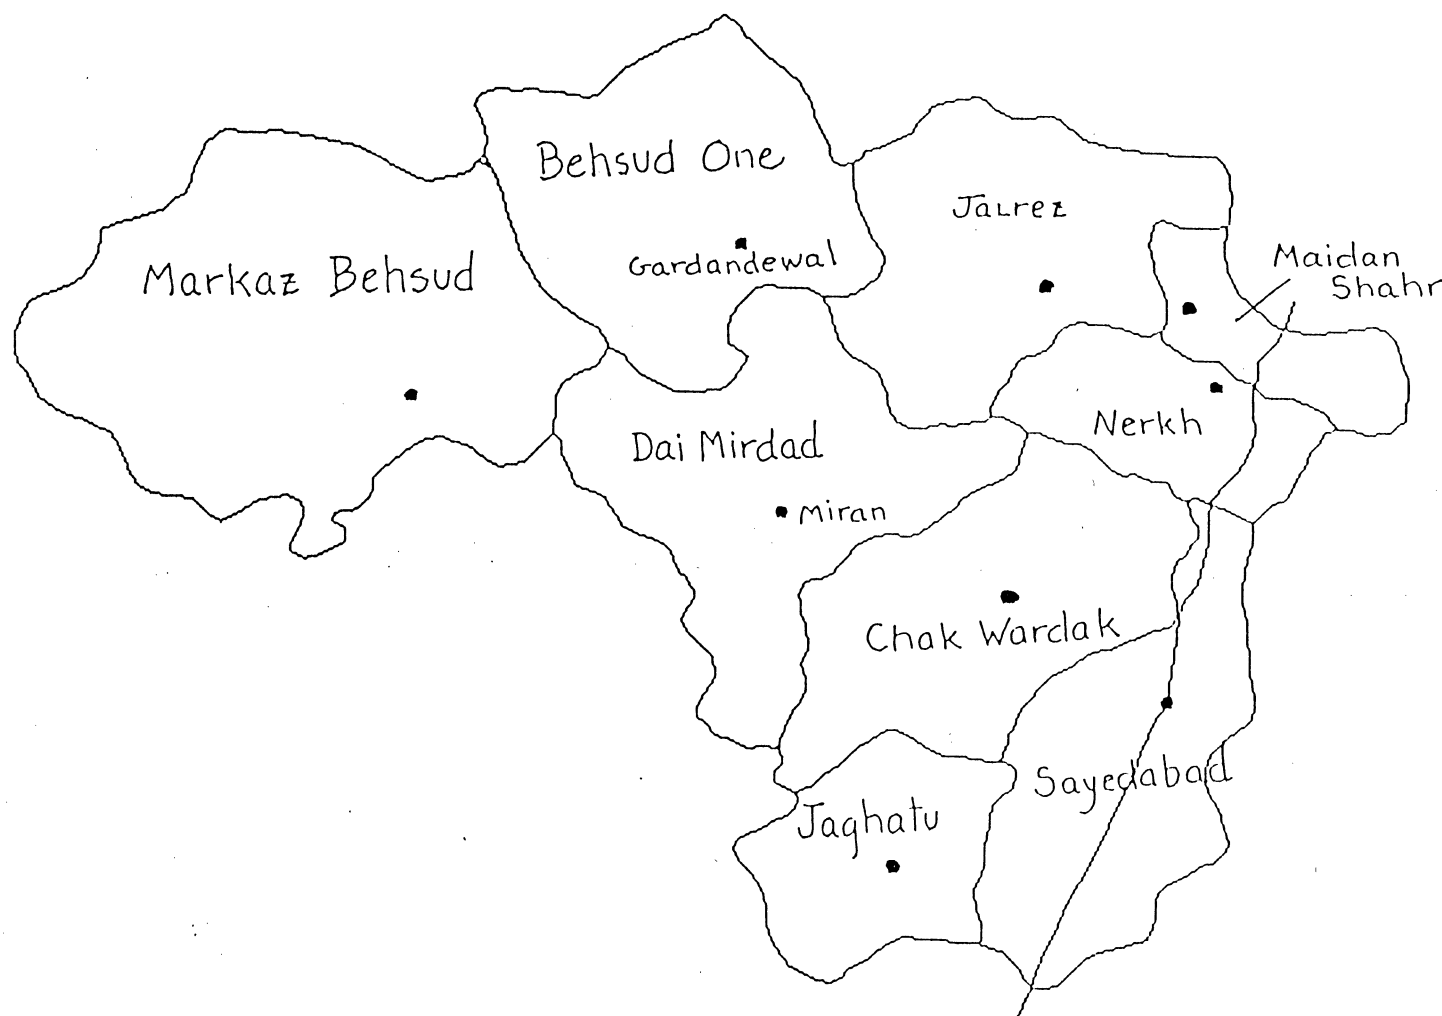 Behsud One
Jalrez
Gardandewal
Maidan
Shahr
Markaz Behsud
Nerkh
Dai Mirdad
Miran
Chak Wardak
Sayedabad
Jaghatu